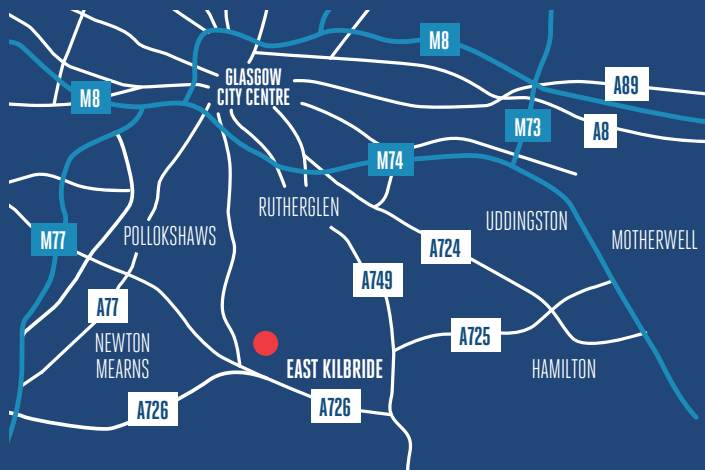 M8
GLASGOW
CITY CENTRE
A89
M8
M73
A8
M74
RUTHERGLEN
UDDINGSTON
POLLOKSHAWS
M77
MOTHERWELL
A724
A749
A77
A725
NEWTON
MEARNS
EAST KILBRIDE
HAMILTON
A726
A726